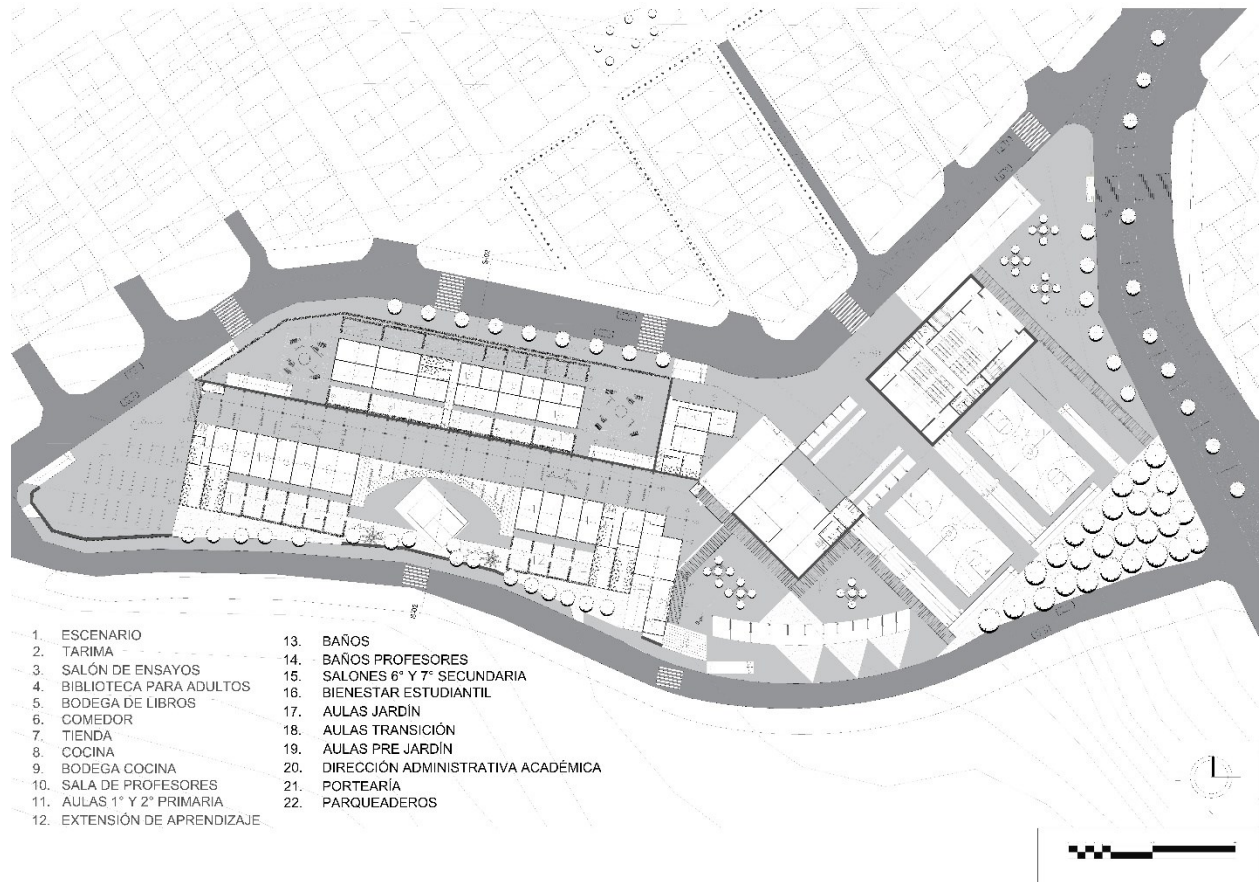 1. ESCENARIO
2. TARIMA
3. SALÓN DE ENSAYOS
4. BIBLIOTECA PARA ADULTOS
5. BODEGA DE LIBROS
6. COMEDOR
7. TIENDA
8. COCINA
9. BODEGA COCINA
10. SALA DE PROFESORES
11. AULAS 1° Y 2° PRIMARIA
12. EXTENSIÓN DE APRENDIZAJE
13. BAÑOS
14. BAÑOS PROFESORES
15. SALONES 6° Y 7° SECUNDARIA
16. BIENESTAR ESTUDIANTIL
17. AULAS JARDÍN
18. AULAS TRANSICIÓN
19. AULAS PRE JARDÍN
20. DIRECCIÓN ADMINISTRATIVA ACADÉMICA
21. PORTEARÍA
22. PARQUEADEROS